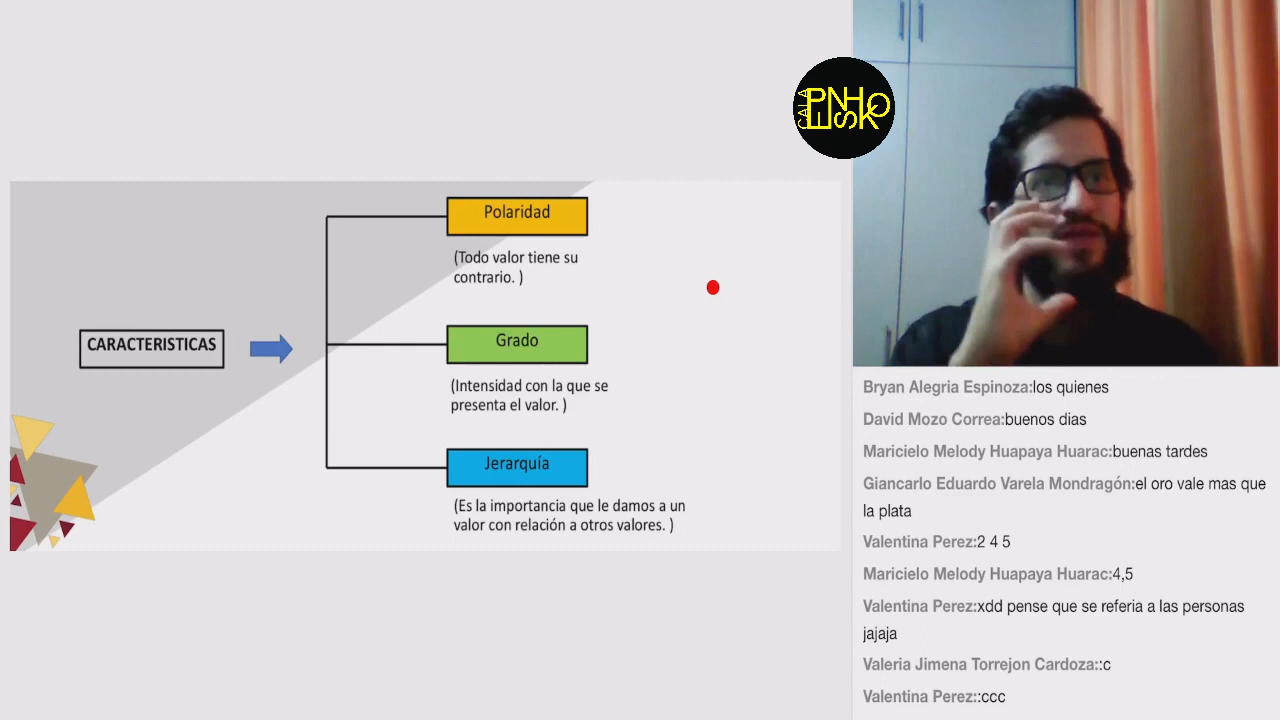 CARACTERISTICAS
Polaridad
(Todo valor tiene su
contrario. )
Grado
(Intensidad con la que se
presenta el valor. )
Jerarquía
(Es la importancia que le damos a un
valor con relación a otros valores. )
CALA
PENHSKO
Bryan Alegria Espinoza:los quienes
David Mozo Correa:buenos dias
Maricielo Melody Huapaya Huarac:buenas tardes
Giancarlo Eduardo Varela Mondragón:el oro vale mas que
la plata
Valentina Perez:2 4 5
Maricielo Melody Huapaya Huarac:4,5
Valentina Perez:xdd pense que se referia a las personas
jajaja
Valeria Jimena Torrejon Cardoza::c
Valentina Perez::ccc